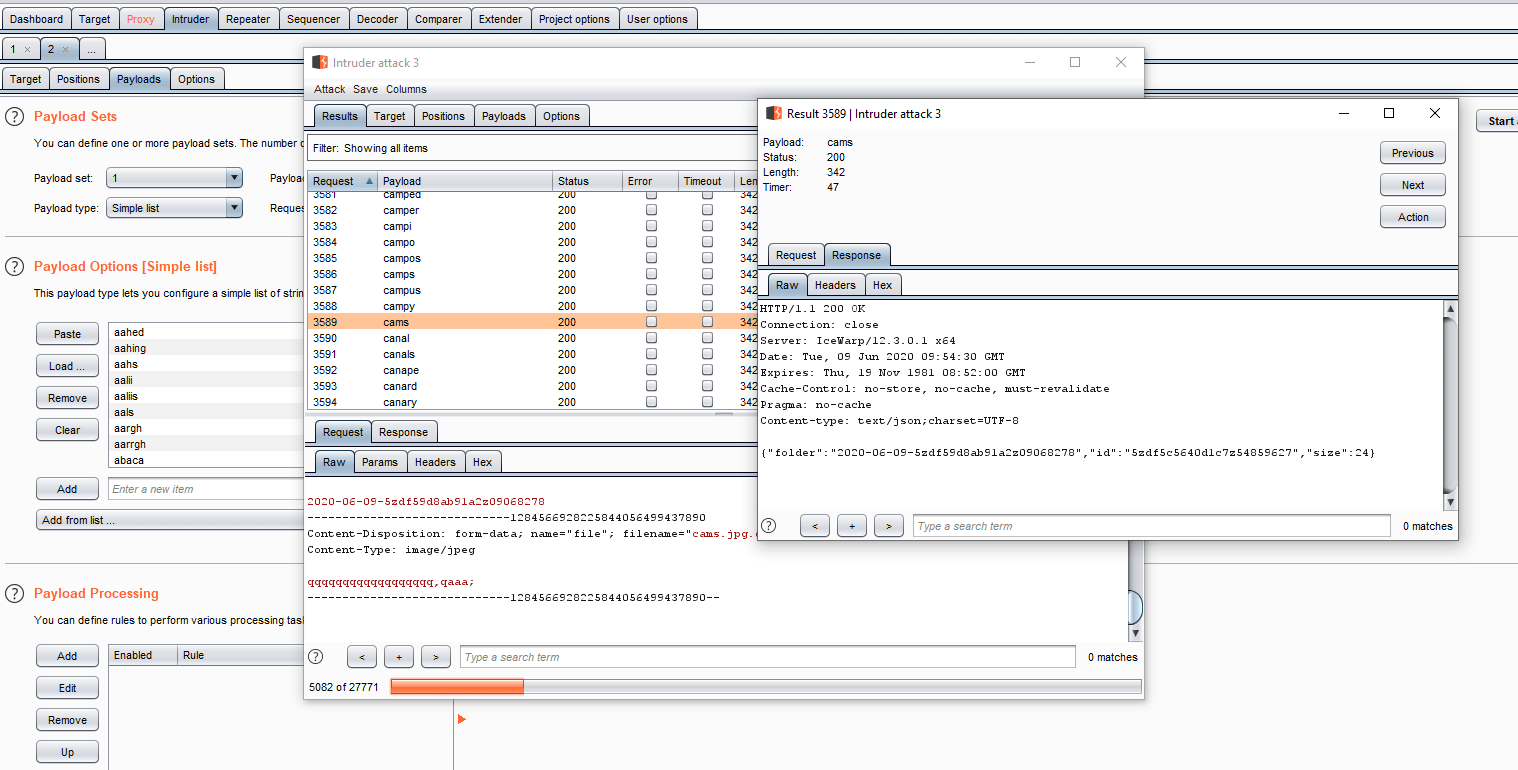 Dashboard Target Proxy Intruder Repeater Sequencer Decoder Comparer Extender Project options User options
1 × 2 × ...
Target Positions Payloads Options
? Payload Sets
You can define one or more payload sets. The number
Payload set: 1
Payload type: Simple list
? Payload Options [Simple list]
This payload type lets you configure a simple list of
Paste
Load ...
Remove
Clear
aahed
aahing
aahs
aalii
aaliis
aals
aargh
aarrgh
abaca
Add Enter a new item
Add from list ...
? Payload Processing
You can define rules to perform various processing
Add
Edit
Remove
Up
Enabled Rule
Intruder attack 3
Attack Save Columns
Results Target Positions Payloads Options
Filter: Showing all items
Request Payload Status Error Timeout
3581 camped 200 342
3582 camper 200 342
3583 campi 200 342
3584 campo 200 342
3585 campos 200 342
3586 camps 200 342
3587 campus 200 342
3588 campy 200 342
3589 cams 200 342
3590 canal 200 342
3591 canals 200 342
3592 canape 200 342
3593 canard 200 342
3594 canary 200 342
Request Response
Raw Params Headers Hex
2020-06-09-5zdf59d8ab91a2z09068278
-----------------------------1284566928225844056499437890
Content-Disposition: form-data; name="file"; filename="cams.jpg.
Content-Type: image/jpeg
qqqqqqqqqqqqqqqqqq,qaaa;
-----------------------------1284566928225844056499437890--
? < + > Type a search term 0 matches
5082 of 27771
Result 3589 | Intruder attack 3
Payload: cams
Status: 200
Length: 342
Timer: 47
Previous
Next
Action
Request Response
Raw Headers Hex
HTTP/1.1 200 OK
Connection: close
Server: IceWarp/12.3.0.1 x64
Date: Tue, 09 Jun 2020 09:54:30 GMT
Expires: Thu, 19 Nov 1981 08:52:00 GMT
Cache-Control: no-store, no-cache, must-revalidate
Pragma: no-cache
Content-type: text/json;charset=UTF-8
{"folder":"2020-06-09-5zdf59d8ab91a2z09068278","id":"5zdf5c5640d1c7z54859627","size":24}
? < + > Type a search term 0 matches
Start